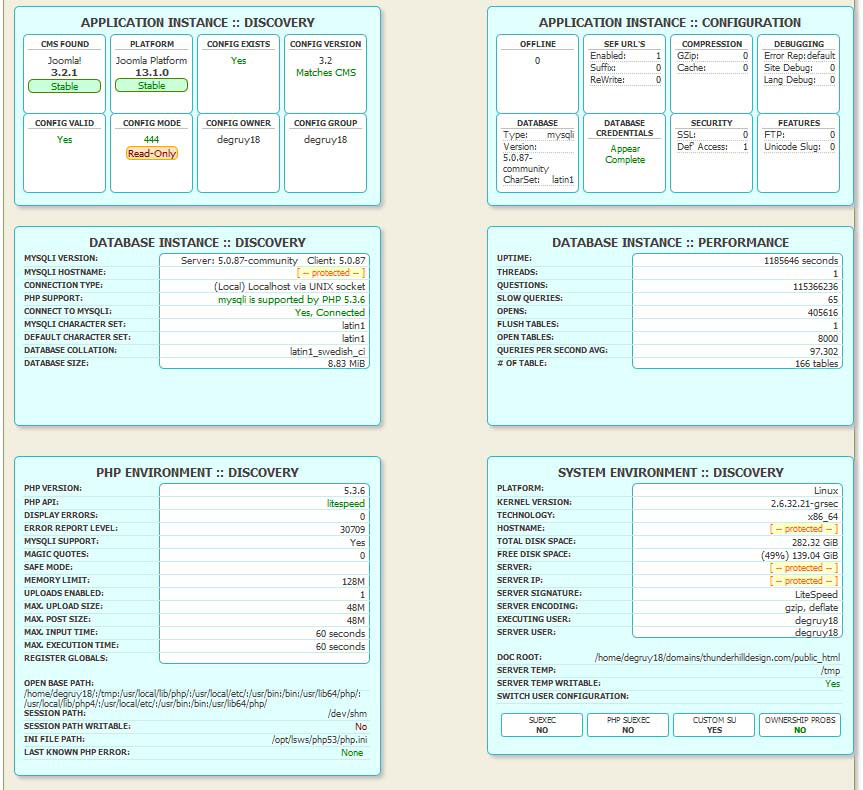 APPLICATION INSTANCE :: DISCOVERY
CMS FOUND
Joomla!
3.2.1
Stable
PLATFORM
Joomla Platform
13.1.0
Stable
CONFIG EXISTS
Yes
CONFIG VERSION
3.2
Matches CMS
CONFIG VALID
Yes
CONFIG MODE
444
Read-Only
CONFIG OWNER
degruy18
CONFIG GROUP
degruy18
APPLICATION INSTANCE :: CONFIGURATION
OFFLINE
0
SEF URL'S
Enabled: 1
Suffix: 0
ReWrite: 0
COMPRESSION
GZip: 0
Cache: 0
DEBUGGING
Error Rep:default
Site Debug: 0
Lang Debug: 0
DATABASE
Type: mysqli
Version:
5.0.87-
community
CharSet: latin1
DATABASE
CREDENTIALS
Appear
Complete
SECURITY
SSL: 0
Def' Access: 1
FEATURES
FTP: 0
Unicode Slug: 0
DATABASE INSTANCE :: DISCOVERY
MYSQLI VERSION: Server: 5.0.87-community Client: 5.0.87
MYSQLI HOSTNAME: [ -- protected -- ]
CONNECTION TYPE: (Local) Localhost via UNIX socket
PHP SUPPORT: mysqli is supported by PHP 5.3.6
CONNECT TO MYSQLI: Yes, Connected
MYSQLI CHARACTER SET: latin1
DEFAULT CHARACTER SET: latin1
DATABASE COLLATION: latin1_swedish_ci
DATABASE SIZE: 8.83 MiB
DATABASE INSTANCE :: PERFORMANCE
UPTIME: 1185646 seconds
THREADS: 1
QUESTIONS: 115366236
SLOW QUERIES: 65
OPENS: 405616
FLUSH TABLES: 1
OPEN TABLES: 8000
QUERIES PER SECOND AVG: 97.302
# OF TABLE: 166 tables
PHP ENVIRONMENT :: DISCOVERY
PHP VERSION: 5.3.6
PHP API: litespeed
DISPLAY ERRORS: 0
ERROR REPORT LEVEL: 30709
MYSQLI SUPPORT: Yes
MAGIC QUOTES: 0
SAFE MODE:
MEMORY LIMIT: 128M
UPLOADS ENABLED: 1
MAX. UPLOAD SIZE: 48M
MAX. POST SIZE: 48M
MAX. INPUT TIME: 60 seconds
MAX. EXECUTION TIME: 60 seconds
REGISTER GLOBALS:
OPEN BASE PATH:
/home/degruy18/:/tmp:/usr/local/lib/php/:/usr/local/etc/:/usr/bin:/bin:/usr/lib64/php/:
/usr/local/lib/php4/:/usr/local/etc/:/usr/bin:/bin:/usr/lib64/php/
SESSION PATH: /dev/shm
SESSION PATH WRITABLE: No
INI FILE PATH: /opt/lsws/php53/php.ini
LAST KNOWN PHP ERROR: None
SYSTEM ENVIRONMENT :: DISCOVERY
PLATFORM: Linux
KERNEL VERSION: 2.6.32.21-grsec
TECHNOLOGY: x86_64
HOSTNAME: [ -- protected -- ]
TOTAL DISK SPACE: 282.32 GiB
FREE DISK SPACE: (49%) 139.04 GiB
SERVER: [ -- protected -- ]
SERVER IP: [ -- protected -- ]
SERVER SIGNATURE: LiteSpeed
SERVER ENCODING: gzip, deflate
EXECUTING USER: degruy18
SERVER USER: degruy18
DOC ROOT: /home/degruy18/domains/thunderhilldesign.com/public_html
SERVER TEMP: /tmp
SERVER TEMP WRITABLE: Yes
SWITCH USER CONFIGURATION:
SUEXEC
NO
PHP SUEXEC
NO
CUSTOM SU
YES
OWNERSHIP PROBS
NO